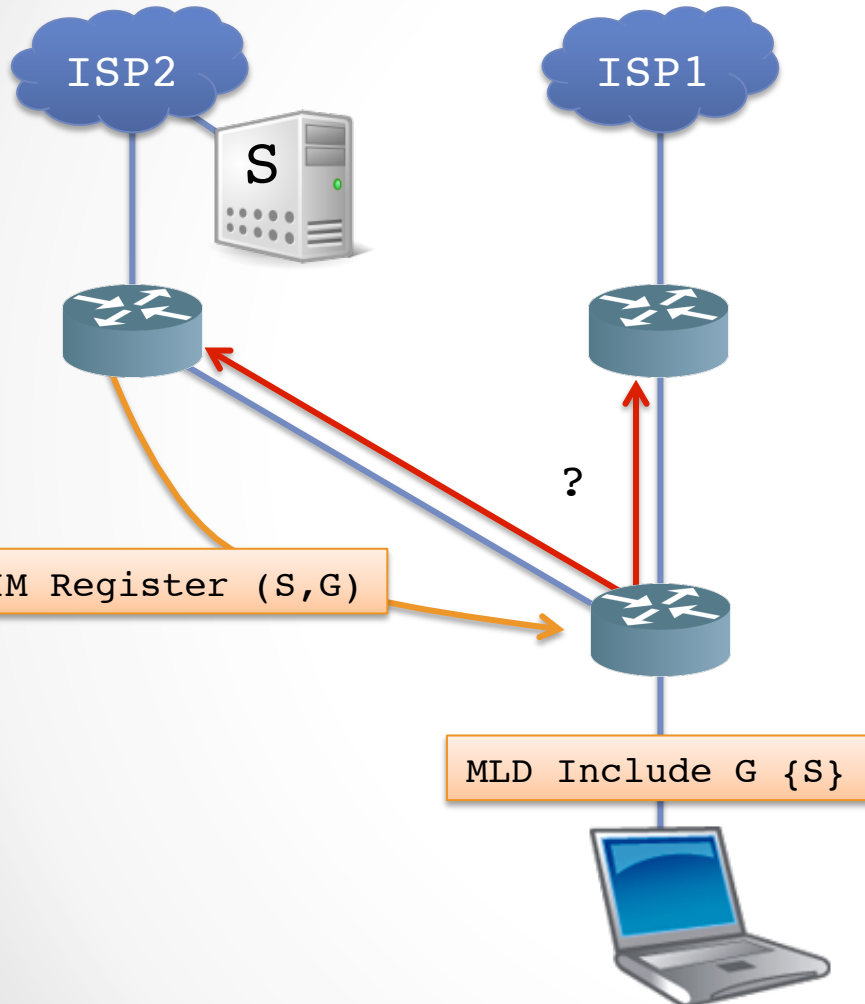 ISP2
ISP1
S
?
IM Register (S,G)
MLD Include G {S}